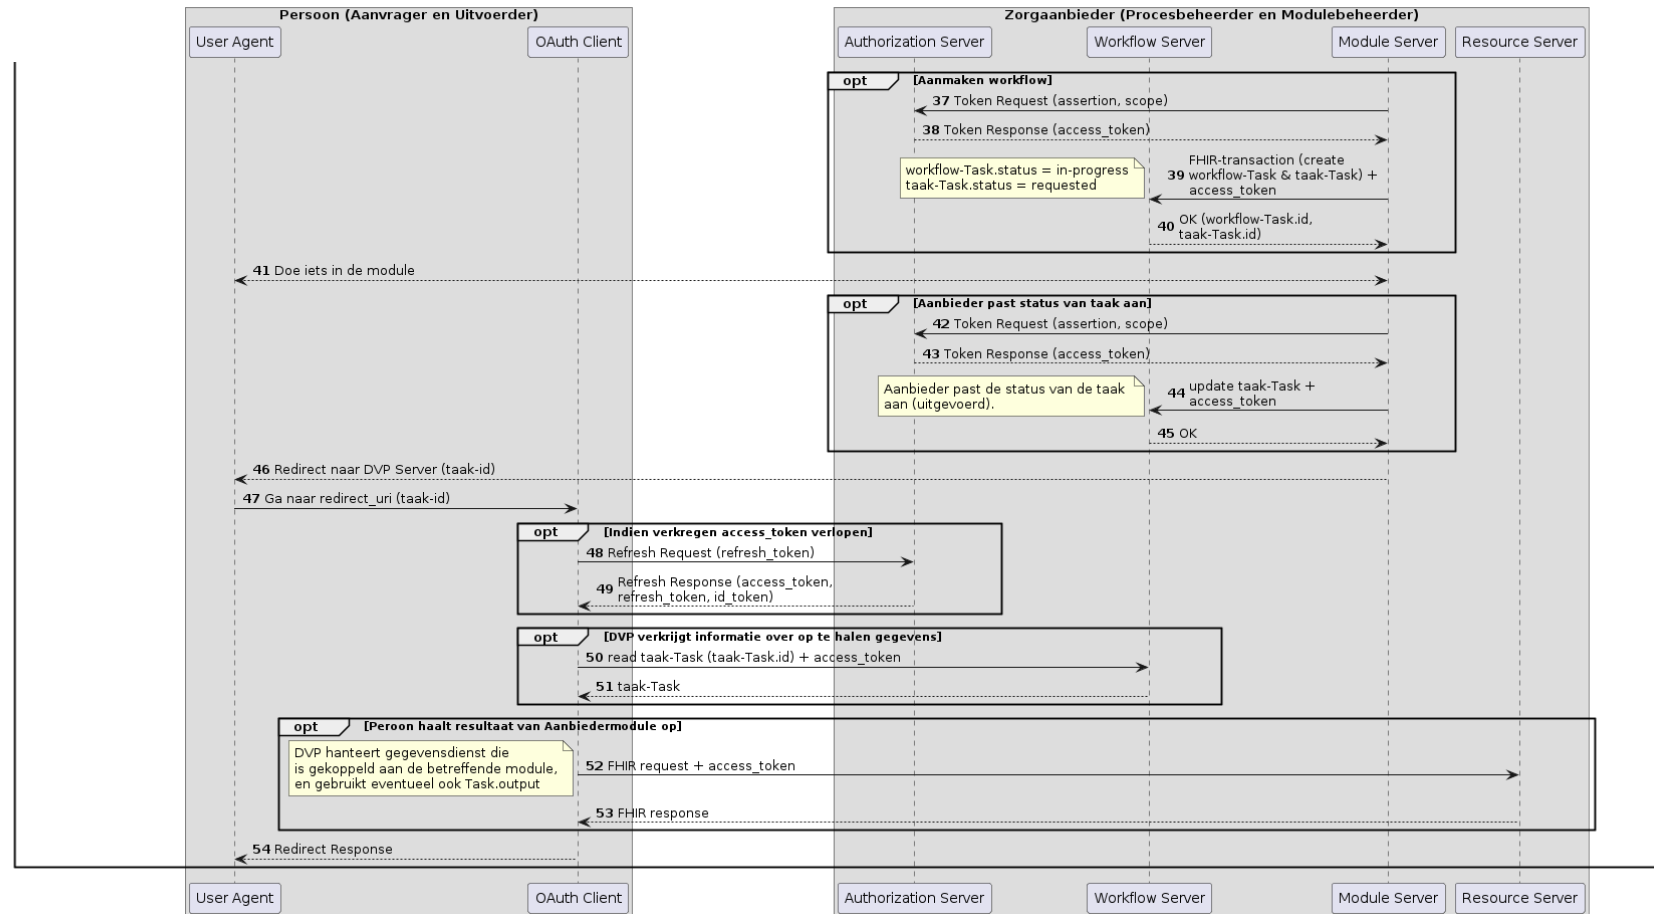 Persoon (Aanvrager en Uitvoerder)
Zorgaanbieder (Procesbeheerder en Modulebeheerder)
User Agent
OAuth Client
Authorization Server
Workflow Server
Module Server
Resource Server
opt [Aanmaken workflow]
37 Token Request (assertion, scope)
38 Token Response (access_token)
workflow-Task.status = in-progress
taak-Task.status = requested
FHIR-transaction (create
39 workflow-Task & taak-Task) +
access_token
40 OK (workflow-Task.id,
taak-Task.id)
41 Doe iets in de module
opt [Aanbieder past status van taak aan]
42 Token Request (assertion, scope)
43 Token Response (access_token)
Aanbieder past de status van de taak
aan (uitgevoerd).
44 update taak-Task +
access_token
45 OK
46 Redirect naar DVP Server (taak-id)
47 Ga naar redirect_uri (taak-id)
opt [Indien verkregen access_token verlopen]
48 Refresh Request (refresh_token)
49 Refresh Response (access_token,
refresh_token, id_token)
opt [DVP verkrijgt informatie over op te halen gegevens]
50 read taak-Task (taak-Task.id) + access_token
51 taak-Task
opt [Peroon haalt resultaat van Aanbiedermodule op]
DVP hanteert gegevensdienst die
is gekoppeld aan de betreffende module,
en gebruikt eventueel ook Task.output
52 FHIR request + access_token
53 FHIR response
54 Redirect Response
User Agent
OAuth Client
Authorization Server
Workflow Server
Module Server
Resource Server